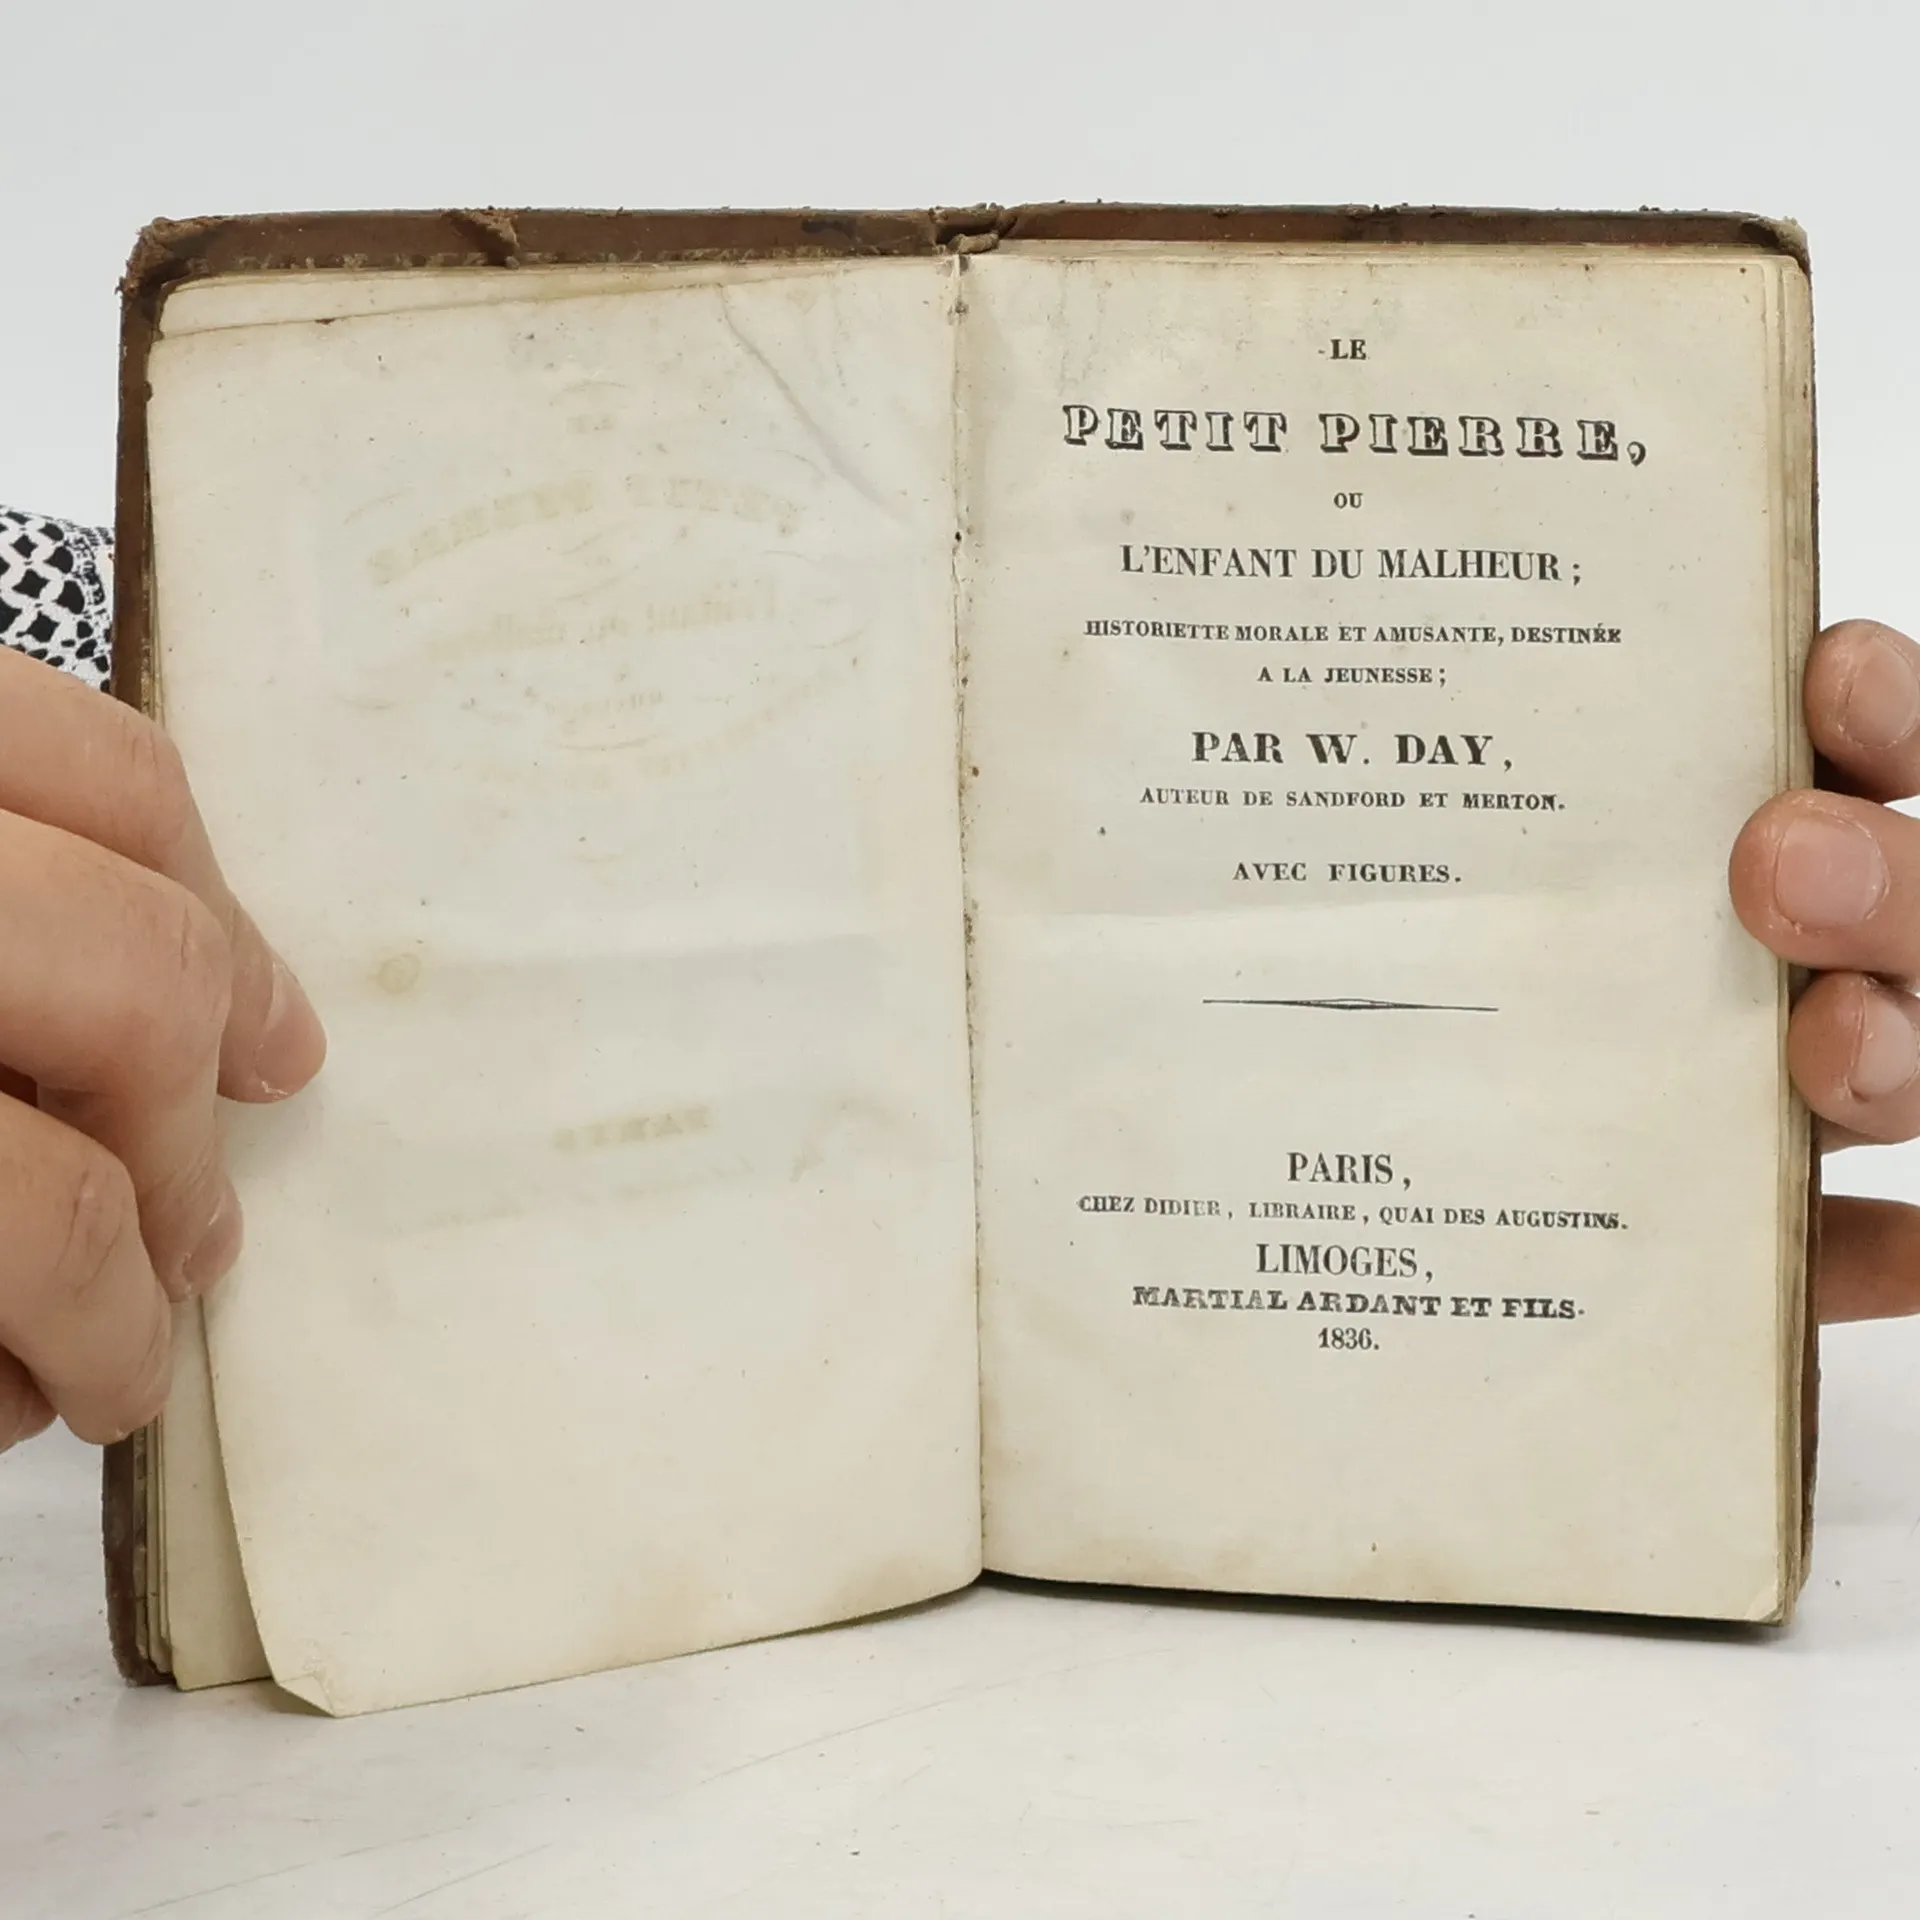 LE
PETIT PIERRE,
OU
L'ENFANT DU MALHEUR;
HISTORIETTE MORALE ET AMUSANTE, DESTINÉE
A LA JEUNESSE;
PAR W. DAY,
AUTEUR DE SANDFORD ET MERTON.
AVEC FIGURES.
PARIS,
CHEZ DIDIER, LIBRAIRE, QUAI DES AUGUSTINS.
LIMOGES,
MARTIAL ARDANT ET FILS.
1836.